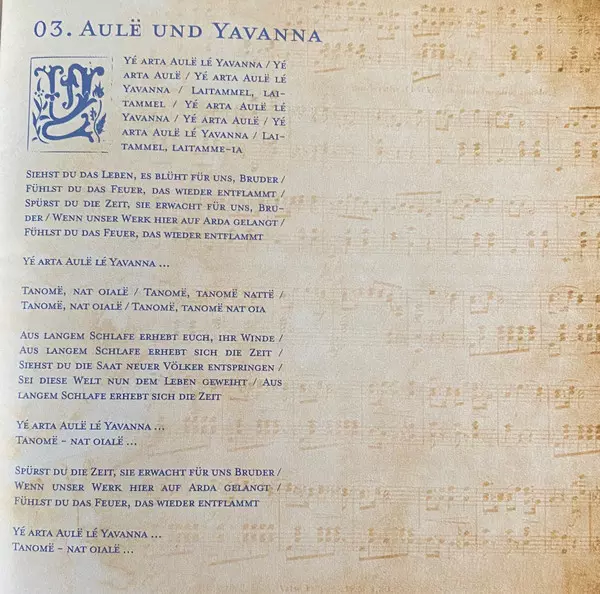 03. Aulë und Yavanna
Yé arta Aulë lé Yavanna / Yé
arta Aulë / Yé arta Aulë lé
Yavanna / Laitammel, lai-
tammel / Yé arta Aulë lé
Yavanna / Yé arta Aulë / Yé
arta Aulë lé Yavanna / Lai-
tammel, laitamme-ia
Siehst du das Leben, es blüht für uns, Bruder /
Fühlst du das Feuer, das wieder entflammt /
Spürst du die Zeit, sie erwacht für uns, Bru-
der / Wenn unser Werk hier auf Arda gelangt /
Fühlst du das Feuer, das wieder entflammt
Yé arta Aulë lé Yavanna ...
Tanomë, nat oialë / Tanomë, tanomë nattë /
Tanomë, nat oialë / Tanomë, tanomë nat oia
Aus langem Schlafe erhebt euch, ihr Winde /
Aus langem Schlafe erhebt sich die Zeit /
Siehst du die Saat neuer Völker entspringen /
Sei diese Welt nun dem Leben geweiht / Aus
langem Schlafe erhebt sich die Zeit
Yé arta Aulë lé Yavanna ...
Tanomë - nat oialë ...
Spürst du die Zeit, sie erwacht für uns Bruder /
Wenn unser Werk hier auf Arda gelangt /
Fühlst du das Feuer, das wieder entflammt
Yé arta Aulë lé Yavanna ...
Tanomë - nat oialë ...